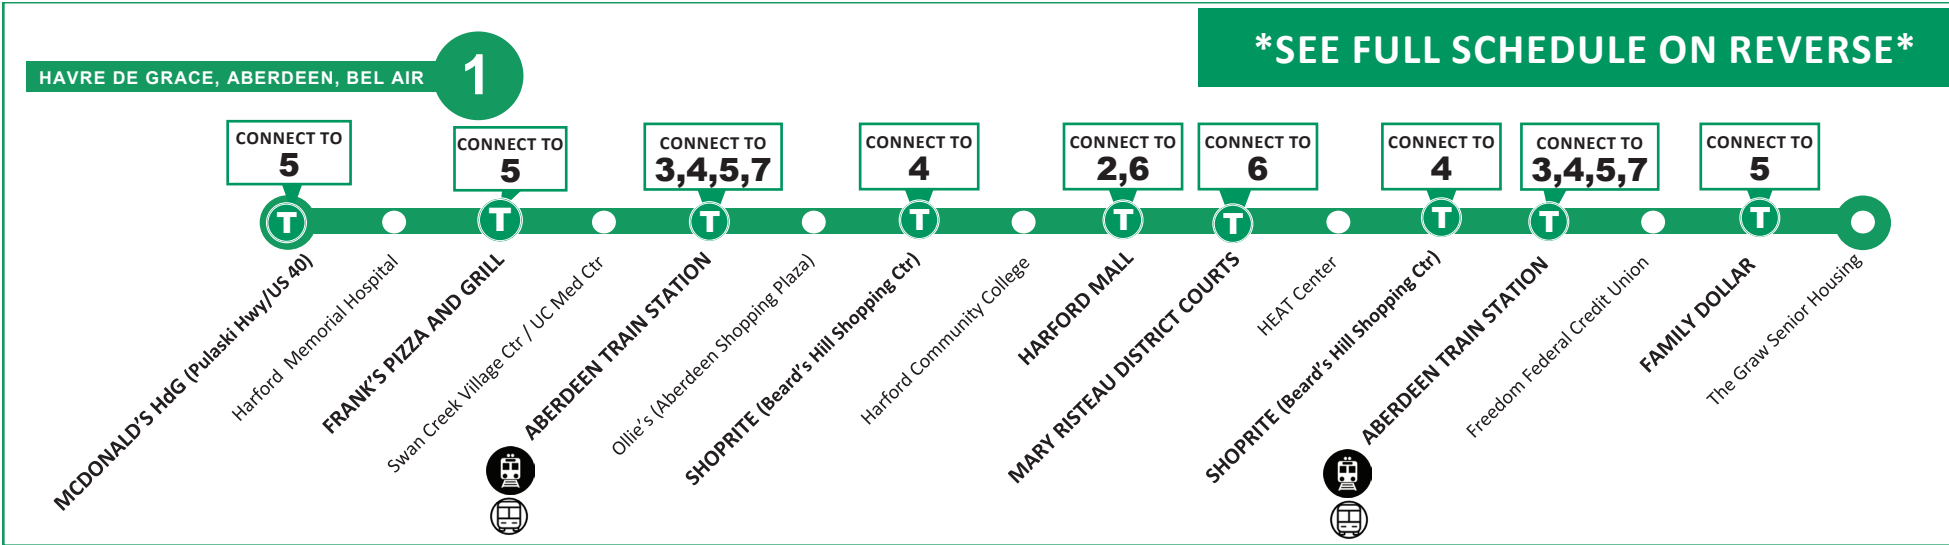 *SEE FULL SCHEDULE ON REVERSE*
HAVRE DE GRACE, ABERDEEN, BEL AIR
1
CONNECT TO
5
CONNECT TO
5
CONNECT TO
3,4,5,7
CONNECT TO
4
CONNECT TO
2,6
CONNECT TO
6
CONNECT TO
4
CONNECT TO
3,4,5,7
CONNECT TO
5
T
T
T
T
T
T
T
T
T
MCDONALD'S HdG (Pulaski Hwy/US 40)
Harford Memorial Hospital
FRANK'S PIZZA AND GRILL
Swan Creek Village Ctr / UC Med Ctr
ABERDEEN TRAIN STATION
Ollie's (Aberdeen Shopping Plaza)
SHOPRITE (Beard's Hill Shopping Ctr)
Harford Community College
HARFORD MALL
MARY RISTEAU DISTRICT COURTS
HEAT Center
SHOPRITE (Beard's Hill Shopping Ctr)
ABERDEEN TRAIN STATION
Freedom Federal Credit Union
FAMILY DOLLAR
The Graw Senior Housing